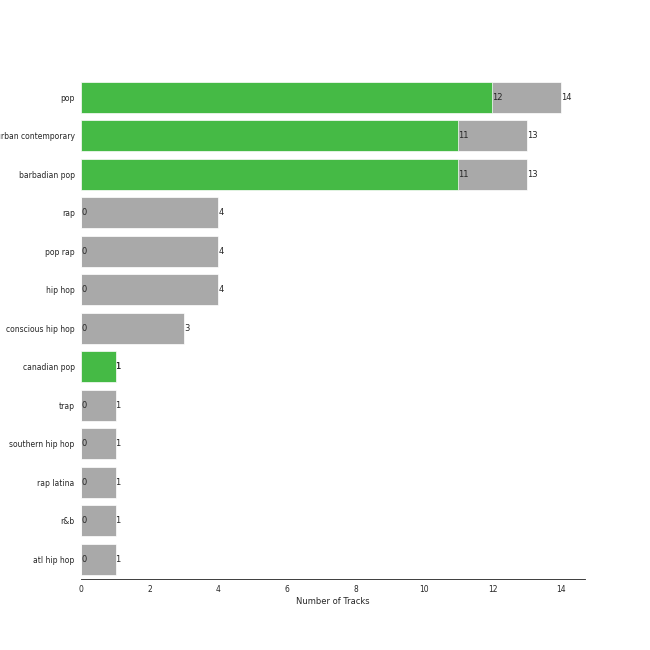 pop 12 14
rban contemporary 11 13
barbadian pop 11 13
rap 0 4
pop rap 0 4
hip hop 0 4
conscious hip hop 0 3
canadian pop 1
trap 0 1
southern hip hop 0 1
rap latina 0 1
r&b 0 1
atl hip hop 0 1
0 2 4 6 8 10 12 14
Number of Tracks